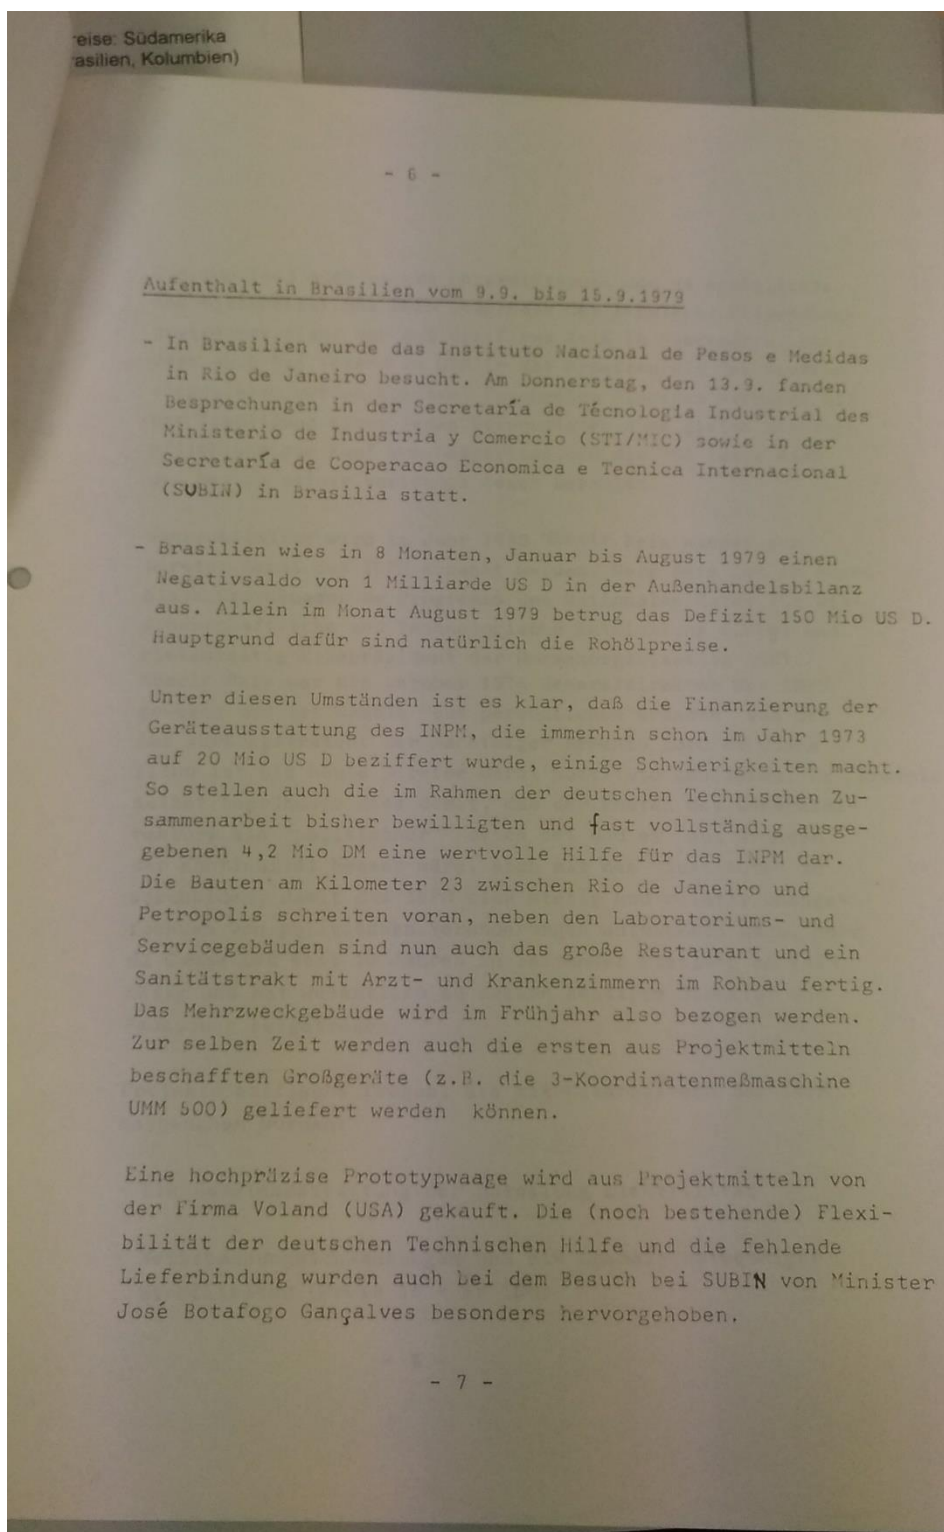 eise: Südamerika
asilien, Kolumbien)
- 6 -
Aufenthalt in Brasilien vom 9.9. bis 15.9.1979
- In Brasilien wurde das Instituto Nacional de Pesos e Medidas
in Rio de Janeiro besucht. Am Donnerstag, den 13.9. fanden
Besprechungen in der Secretaría de Técnologia Industrial des
Ministerio de Industria y Comercio (STI/MIC) sowie in der
Secretaría de Cooperacao Economica e Tecnica Internacional
(SUBIN) in Brasilia statt.
- Brasilien wies in 8 Monaten, Januar bis August 1979 einen
Negativsaldo von 1 Milliarde US D in der Außenhandelsbilanz
aus. Allein im Monat August 1979 betrug das Defizit 150 Mio US D.
Hauptgrund dafür sind natürlich die Rohölpreise.
Unter diesen Umständen ist es klar, daß die Finanzierung der
Geräteausstattung des INPM, die immerhin schon im Jahr 1973
auf 20 Mio US D beziffert wurde, einige Schwierigkeiten macht.
So stellen auch die im Rahmen der deutschen Technischen Zu-
sammenarbeit bisher bewilligten und fast vollständig ausge-
gebenen 4,2 Mio DM eine wertvolle Hilfe für das INPM dar.
Die Bauten am Kilometer 23 zwischen Rio de Janeiro und
Petropolis schreiten voran, neben den Laboratoriums- und
Servicegebäuden sind nun auch das große Restaurant und ein
Sanitätstrakt mit Arzt- und Krankenzimmern im Rohbau fertig.
Das Mehrzweckgebäude wird im Frühjahr also bezogen werden.
Zur selben Zeit werden auch die ersten aus Projektmitteln
beschafften Großgeräte (z.B. die 3-Koordinatenmeßmaschine
UMM 500) geliefert werden können.
Eine hochpräzise Prototypwaage wird aus Projektmitteln von
der Firma Voland (USA) gekauft. Die (noch bestehende) Flexi-
bilität der deutschen Technischen Hilfe und die fehlende
Lieferbindung wurden auch bei dem Besuch bei SUBIN von Minister
José Botafogo Gançalves besonders hervorgehoben.
- 7 -